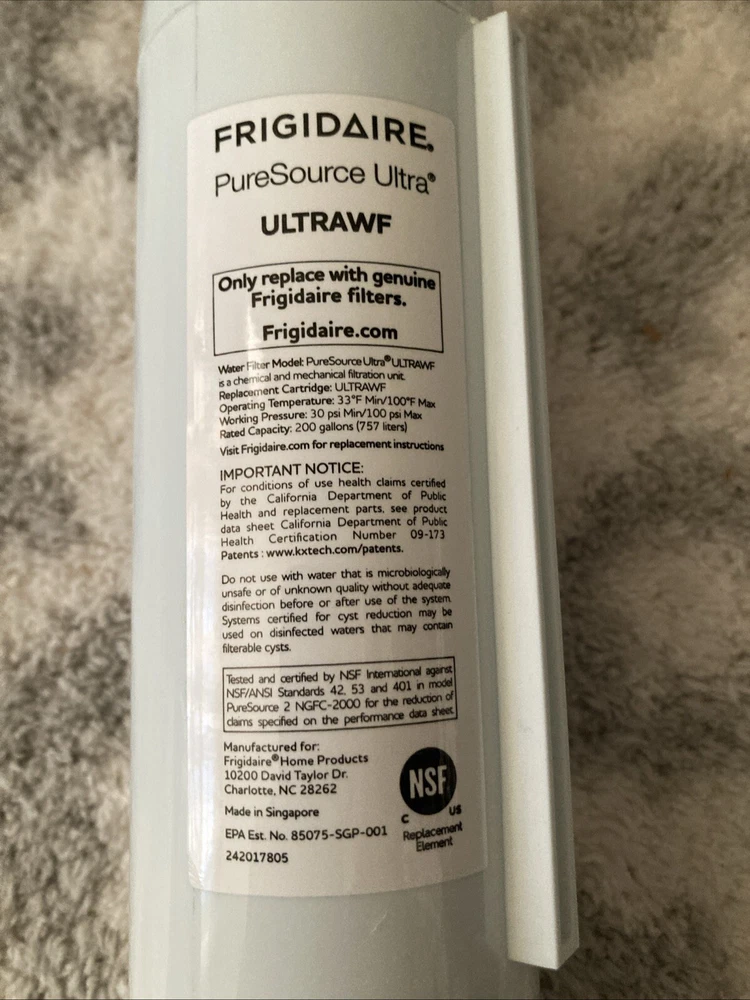 FRIGIDAIRE.
PureSource Ultra®
ULTRAWF
Only replace with genuine
Frigidaire filters.
Frigidaire.com
Water Filter Model: PureSource Ultra® ULTRAWF
is a chemical and mechanical filtration unit.
Replacement Cartridge: ULTRAWF
Operating Temperature: 33°F Min/100°F Max
Working Pressure: 30 psi Min/100 psi Max
Rated Capacity: 200 gallons (757 liters)
Visit Frigidaire.com for replacement instructions
IMPORTANT NOTICE:
For conditions of use health claims certified
by the California Department of Public
Health and replacement parts, see product
data sheet California Department of Public
Health Certification Number 09-173
Patents : www.kxtech.com/patents.
Do not use with water that is microbiologically
unsafe or of unknown quality without adequate
disinfection before or after use of the system.
Systems certified for cyst reduction may be
used on disinfected waters that may contain
filterable cysts.
Tested and certified by NSF International against
NSF/ANSI Standards 42, 53 and 401 in model
PureSource 2 NGFC-2000 for the reduction of
claims specified on the performance data sheet.
Manufactured for:
Frigidaire® Home Products
10200 David Taylor Dr.
Charlotte, NC 28262
Made in Singapore
EPA Est. No. 85075-SGP-001
242017805
NSF
C US
Replacement
Element